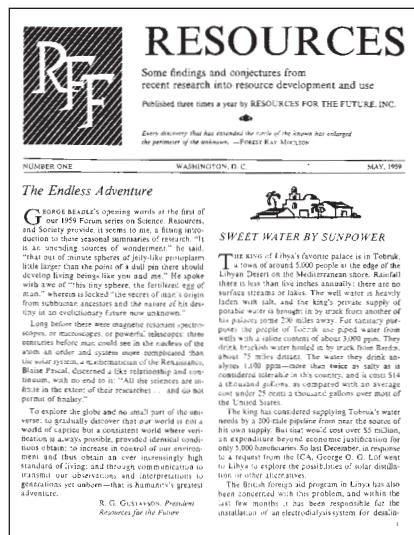 RFF
RESOURCES
Some findings and conjectures from
recent research into resource development and use
Published three times a year by RESOURCES FOR THE FUTURE, INC.
Every discovery that has extended the circle of the known has enlarged
the perimeter of the unknown. —FOREST RAY MOULTON
NUMBER ONE
WASHINGTON, D. C.
MAY, 1959
The Endless Adventure
GEORGE BEADLE's opening words at the first of
our 1959 Forum series on Science, Resources,
and Society provide, it seems to me, a fitting intro-
duction to these seasonal summaries of research. "It
is an unending sources of wonderment," he said,
"that out of minute spheres of jelly-like protoplasm
little larger than the point of a dull pin there should
develop living beings like you and me." He spoke
with awe of "this tiny sphere, the fertilized egg of
man," wherein is locked "the secret of man's origin
from subhuman ancestors and the nature of his des-
tiny in an evolutionary future now unknown."
Long before there were magnetic resonant spectro-
scopes, or macroscopes, or powerful telescopes; three
centuries before man could see in the nucleus of the
atom an order and system more complicated than
the solar system, a mathematician of the Renaissance,
Blaise Pascal, discerned a like relationship and con-
tinuum, with no end to it: "All the sciences are in-
finite in the extent of their researches . . . and do not
permit of finality."
To explore the globe and no small part of the uni-
verse; to gradually discover that our world is not a
world of caprice but a consistent world where veri-
fication is always possible, provided identical condi-
tions obtain; to increase in control of our environ-
ment and thus obtain an ever increasingly high
standard of living; and through communication to
transmit our observations and interpretations to
generations yet unborn—that is humanity's greatest
adventure.
R. G. GUSTAVSON, President
Resources for the Future
SWEET WATER BY SUNPOWER
THE KING of Libya's favorite palace is in Tobruk,
a town of around 5,000 people at the edge of the
Libyan Desert on the Mediterranean shore. Rainfall
there is less than five inches annually; there are no
surface streams or lakes. The well water is heavily
laden with salt, and the king's private supply of
potable water is brought in by truck from another of
his palaces some 200 miles away. For sanitary pur-
poses the people of Tobruk use piped water from
wells with a saline content of about 3,000 ppm. They
drink brackish water hauled in by truck from Bardia,
about 75 miles distant. The water they drink an-
alyzes 1,100 ppm—more than twice as salty as is
considered tolerable in this country, and it costs $14
a thousand gallons, as compared with an average
cost under 25 cents a thousand gallons over most of
the United States.
The king has considered supplying Tobruk's water
needs by a 200-mile pipeline from near the source of
his own supply. But that would cost over $5 million,
an expenditure beyond economic justification for
only 5,000 beneficiaries. So last December, in response
to a request from the ICA, George O. G. Löf went
to Libya to explore the possibilities of solar distilla-
tion or other alternatives.
The British foreign aid program in Libya has also
been concerned with this problem, and within the
last few months it has been responsible for the
installation of an electrodialysis system for desalin-
1